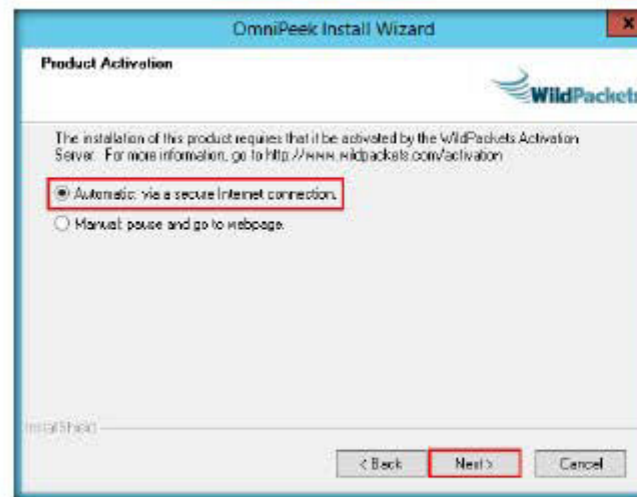 OmniPeek Install Wizard
x
Product Activation
WildPackets
The installation of this product requires that it be activated by the WildPackets Activation
Server. For more information, go to http://www.wildpackets.com/activation
Automatic: via a secure Internet connection.
Manual: pause and go to webpage.
InstallShield
< Back
Next >
Cancel